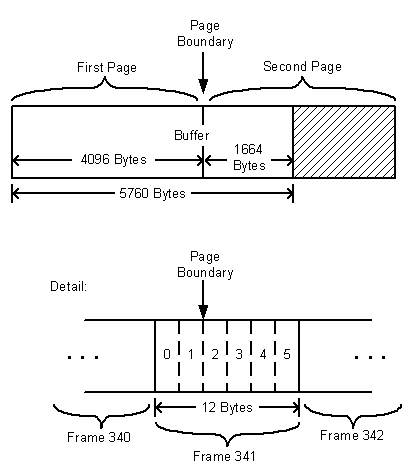 Page
Boundary
First Page
Second Page
Buffer
4096 Bytes
1664
Bytes
5760 Bytes
Page
Boundary
Detail:
. . .
0 1 2 3 4 5
. . .
12 Bytes
Frame 340
Frame 341
Frame 342